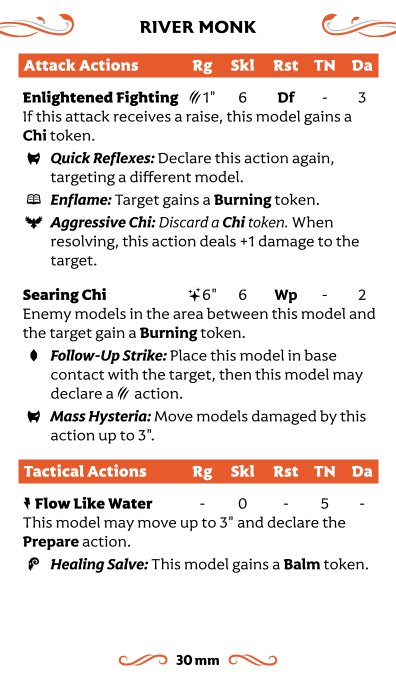 RIVER MONK
Attack Actions Rg Skl Rst TN Da
Enlightened Fighting 1" 6 Df - 3
If this attack receives a raise, this model gains a
Chi token.
Quick Reflexes: Declare this action again,
targeting a different model.
Enflame: Target gains a Burning token.
Aggressive Chi: Discard a Chi token. When
resolving, this action deals +1 damage to the
target.
Searing Chi 6" 6 Wp - 2
Enemy models in the area between this model and
the target gain a Burning token.
Follow-Up Strike: Place this model in base
contact with the target, then this model may
declare a action.
Mass Hysteria: Move models damaged by this
action up to 3".
Tactical Actions Rg Skl Rst TN Da
Flow Like Water - 0 - 5 -
This model may move up to 3" and declare the
Prepare action.
Healing Salve: This model gains a Balm token.
30 mm